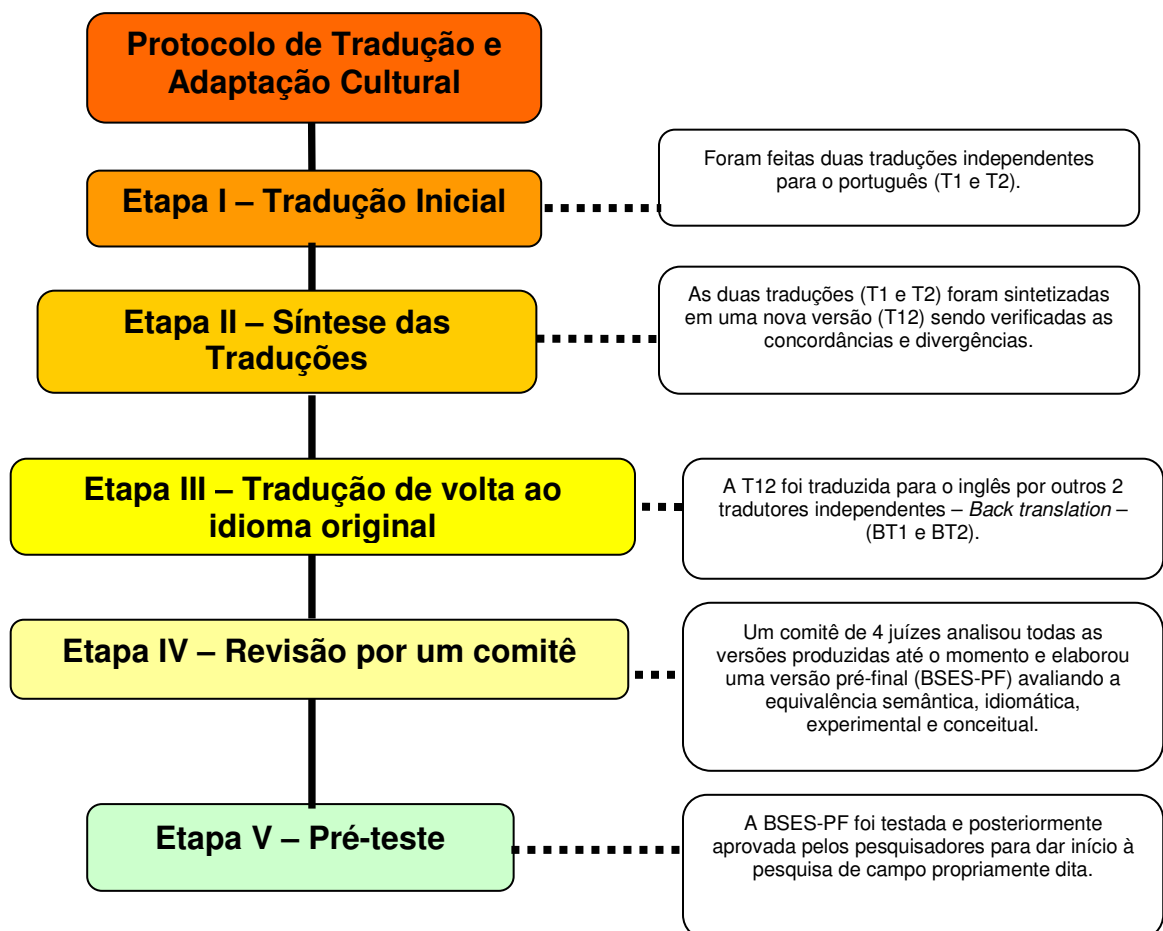 Protocolo de Tradução e
Adaptação Cultural
Etapa I – Tradução Inicial
Foram feitas duas traduções independentes
para o português (T1 e T2).
Etapa II – Síntese das
Traduções
As duas traduções (T1 e T2) foram sintetizadas
em uma nova versão (T12) sendo verificadas as
concordâncias e divergências.
Etapa III – Tradução de volta ao
idioma original
A T12 foi traduzida para o inglês por outros 2
tradutores independentes – Back translation –
(BT1 e BT2).
Etapa IV – Revisão por um comitê
Um comitê de 4 juízes analisou todas as
versões produzidas até o momento e elaborou
uma versão pré-final (BSES-PF) avaliando a
equivalência semântica, idiomática,
experimental e conceitual.
Etapa V – Pré-teste
A BSES-PF foi testada e posteriormente
aprovada pelos pesquisadores para dar início à
pesquisa de campo propriamente dita.